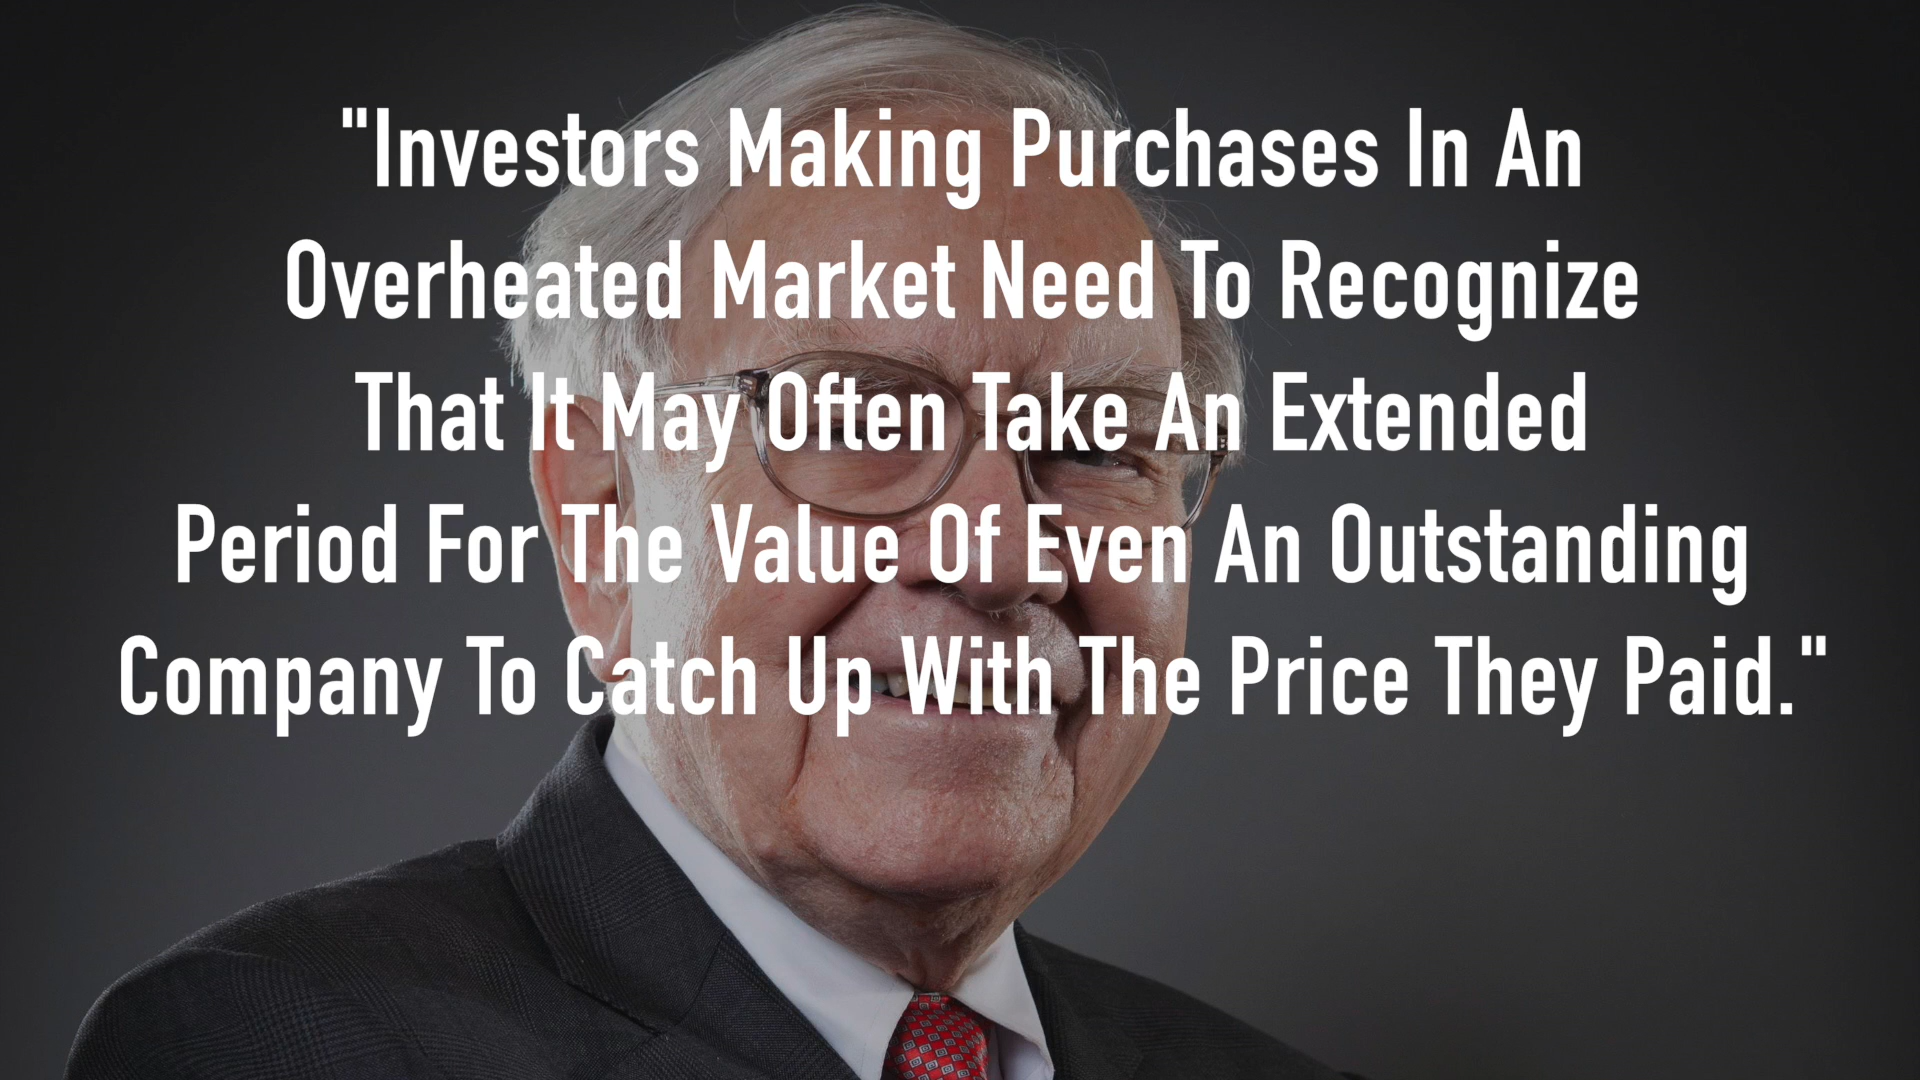 "Investors Making Purchases In An
Overheated Market Need To Recognize
That It May Often Take An Extended
Period For The Value Of Even An Outstanding
Company To Catch Up With The Price They Paid."